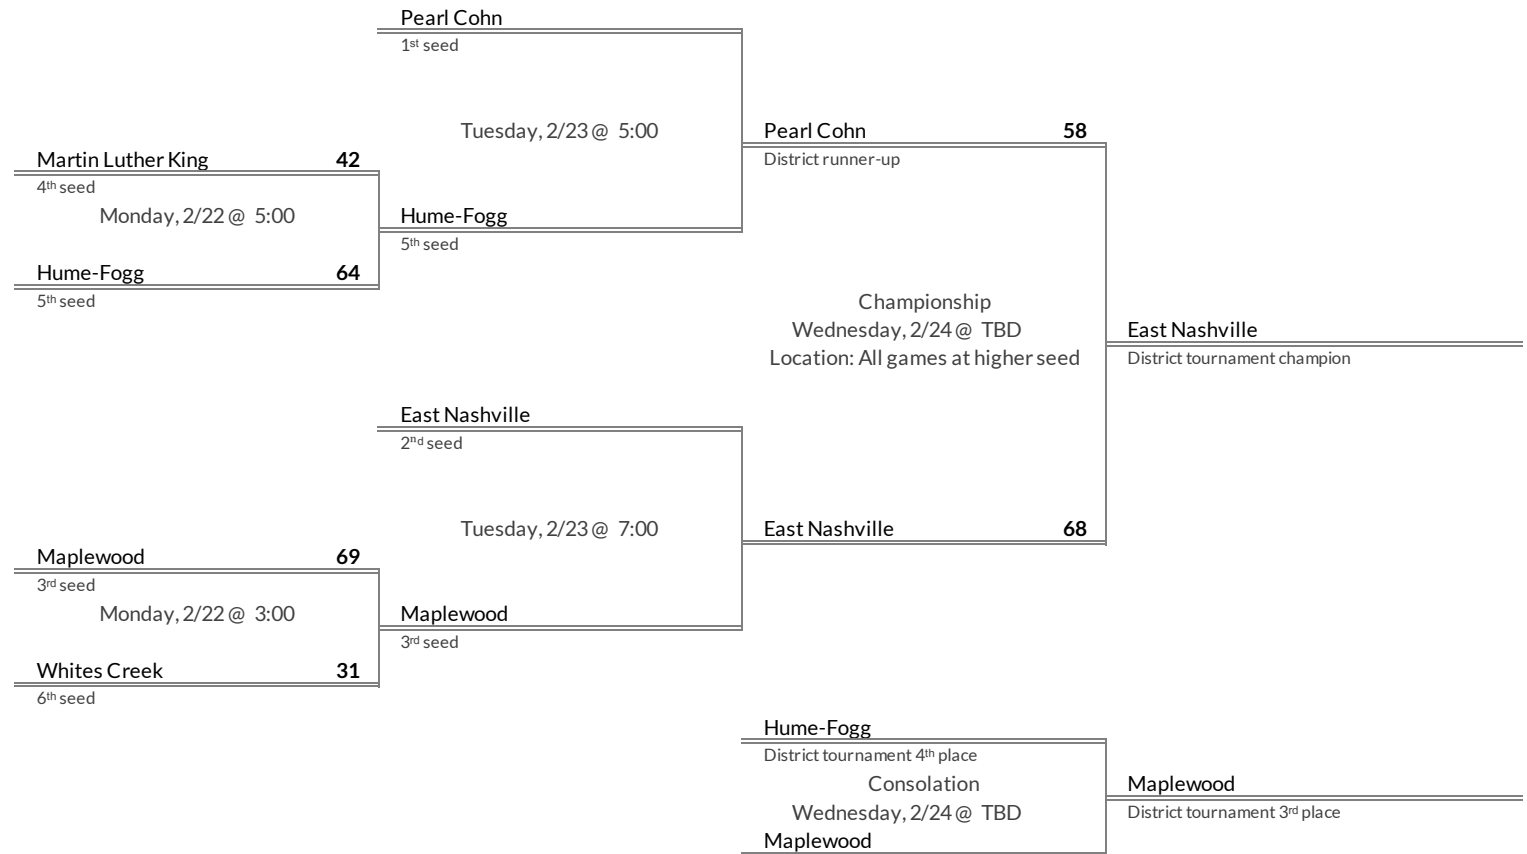 Pearl Cohn
1st seed
Tuesday, 2/23 @ 5:00
Pearl Cohn 58
District runner-up
Martin Luther King 42
4th seed
Monday, 2/22 @ 5:00
Hume-Fogg
5th seed
Hume-Fogg 64
5th seed
Championship
Wednesday, 2/24 @ TBD
Location: All games at higher seed
East Nashville
District tournament champion
East Nashville
2nd seed
Tuesday, 2/23 @ 7:00
East Nashville 68
Maplewood 69
3rd seed
Monday, 2/22 @ 3:00
Maplewood
3rd seed
Whites Creek 31
6th seed
Hume-Fogg
District tournament 4th place
Consolation
Wednesday, 2/24 @ TBD
Maplewood
Maplewood
District tournament 3rd place